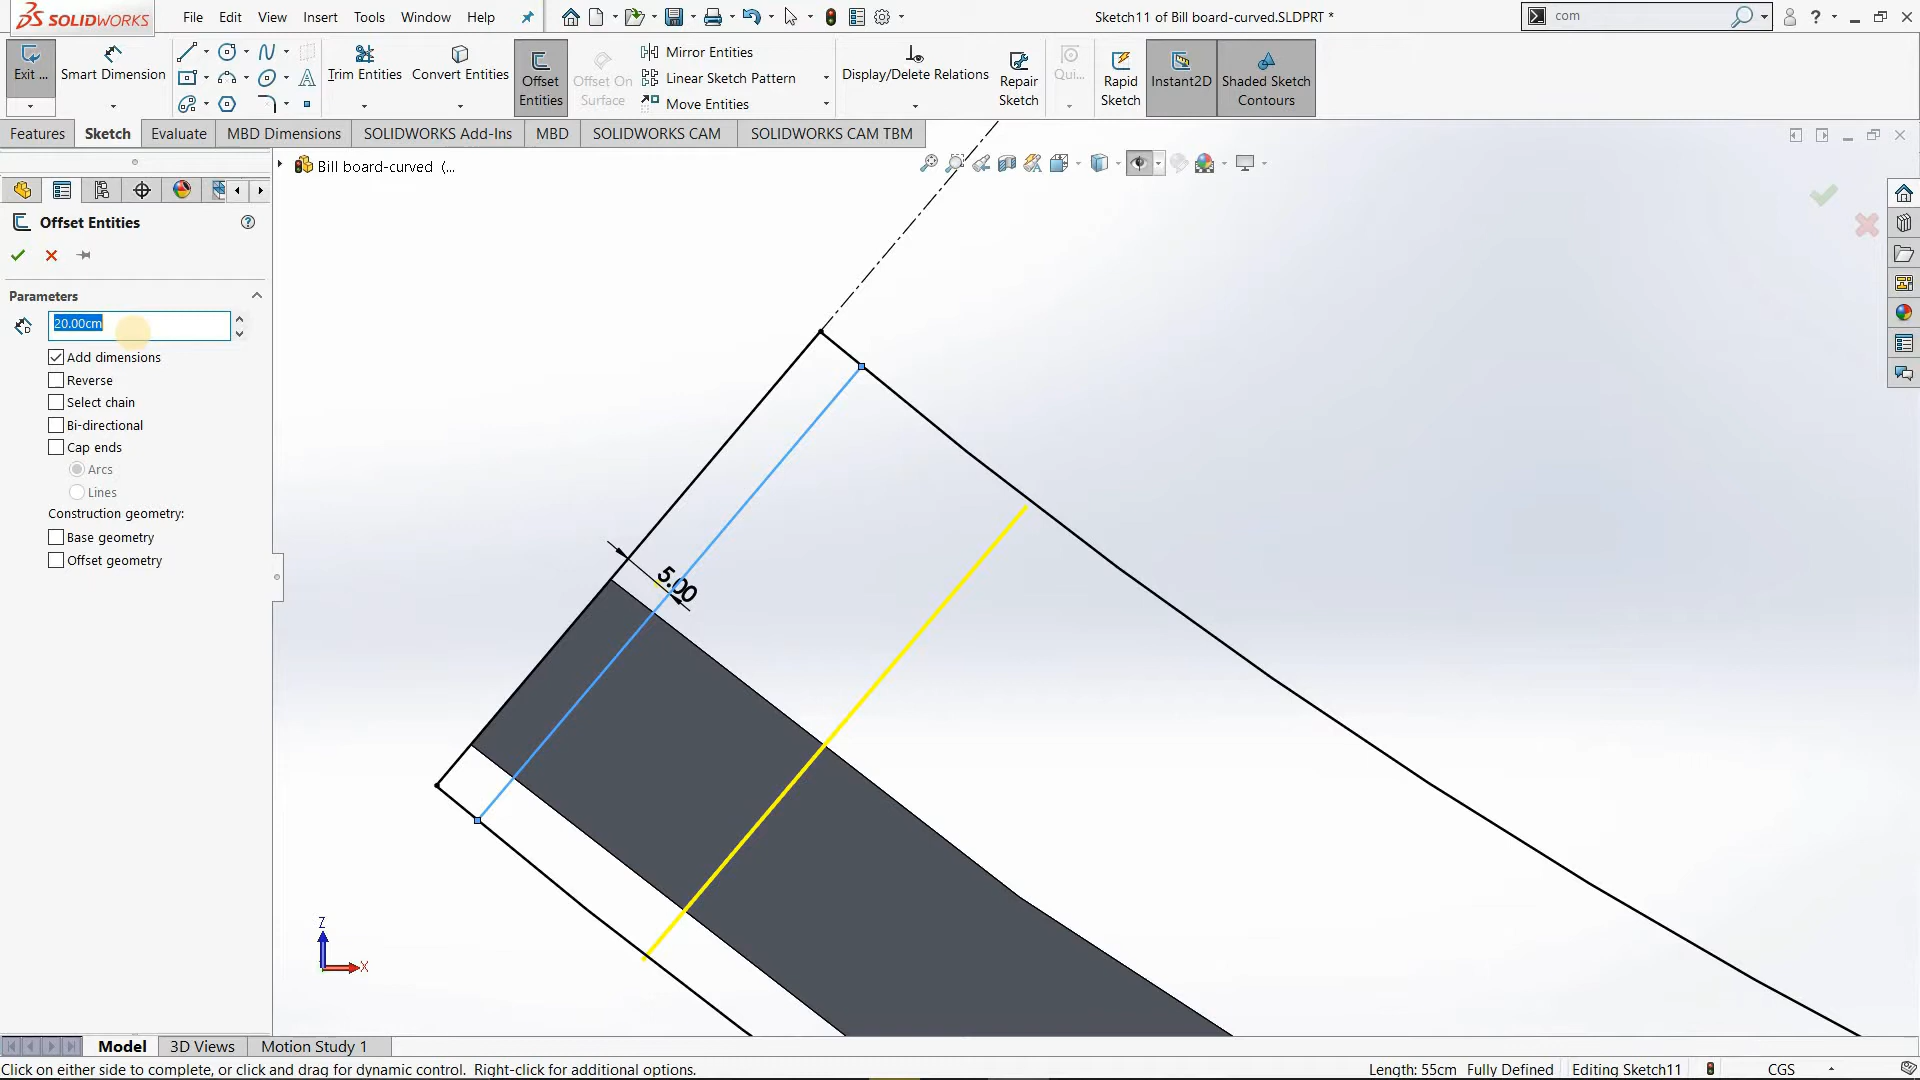 SOLIDWORKS
File Edit View Insert Tools Window Help
Sketch11 of Bill board-curved.SLDPRT *
com
Exit ...
Smart Dimension
Trim Entities
Convert Entities
Offset Entities
Offset On Surface
Mirror Entities
Linear Sketch Pattern
Move Entities
Display/Delete Relations
Repair Sketch
Qui...
Rapid Sketch
Instant2D
Shaded Sketch Contours
Features Sketch Evaluate MBD Dimensions SOLIDWORKS Add-Ins MBD SOLIDWORKS CAM SOLIDWORKS CAM TBM
Bill board-curved (...
Offset Entities
Parameters
20.00cm
Add dimensions
Reverse
Select chain
Bi-directional
Cap ends
Arcs
Lines
Construction geometry:
Base geometry
Offset geometry
5.00
Z
X
Model 3D Views Motion Study 1
Click on either side to complete, or click and drag for dynamic control. Right-click for additional options.
Length: 55cm Fully Defined Editing Sketch11 CGS